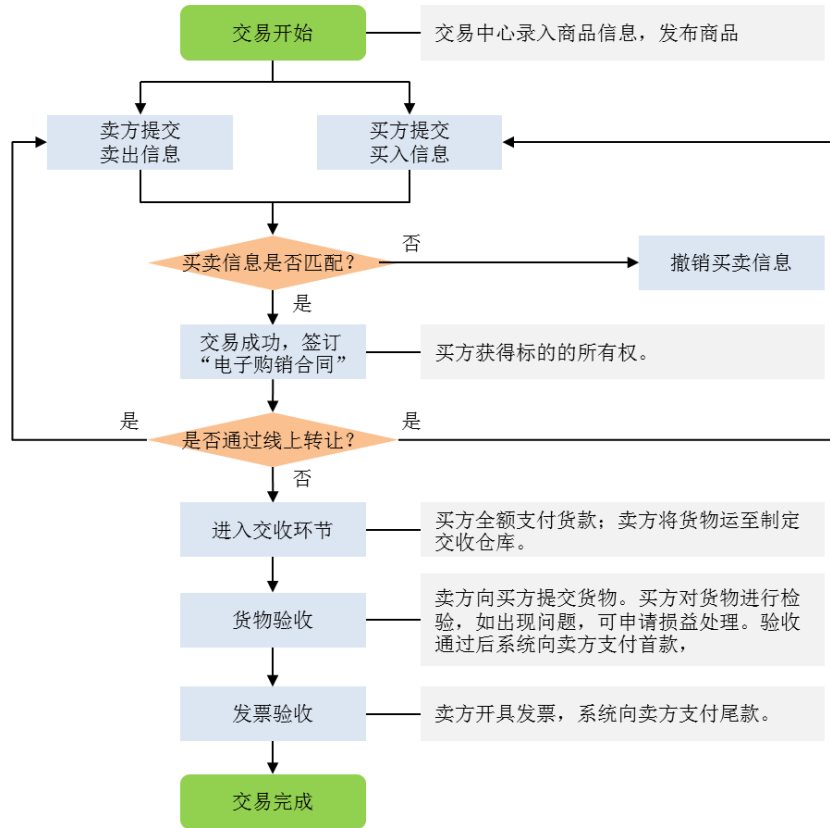 交易开始
交易中心录入商品信息，发布商品
卖方提交
卖出信息
买方提交
买入信息
买卖信息是否匹配？
否
撤销买卖信息
是
交易成功，签订
“电子购销合同”
买方获得标的的所有权。
是
是否通过线上转让？
是
否
进入交收环节
买方全额支付货款；卖方将货物运至制定
交收仓库。
货物验收
卖方向买方提交货物。买方对货物进行检
验，如出现问题，可申请损益处理。验收
通过后系统向卖方支付首款，
发票验收
卖方开具发票，系统向卖方支付尾款。
交易完成